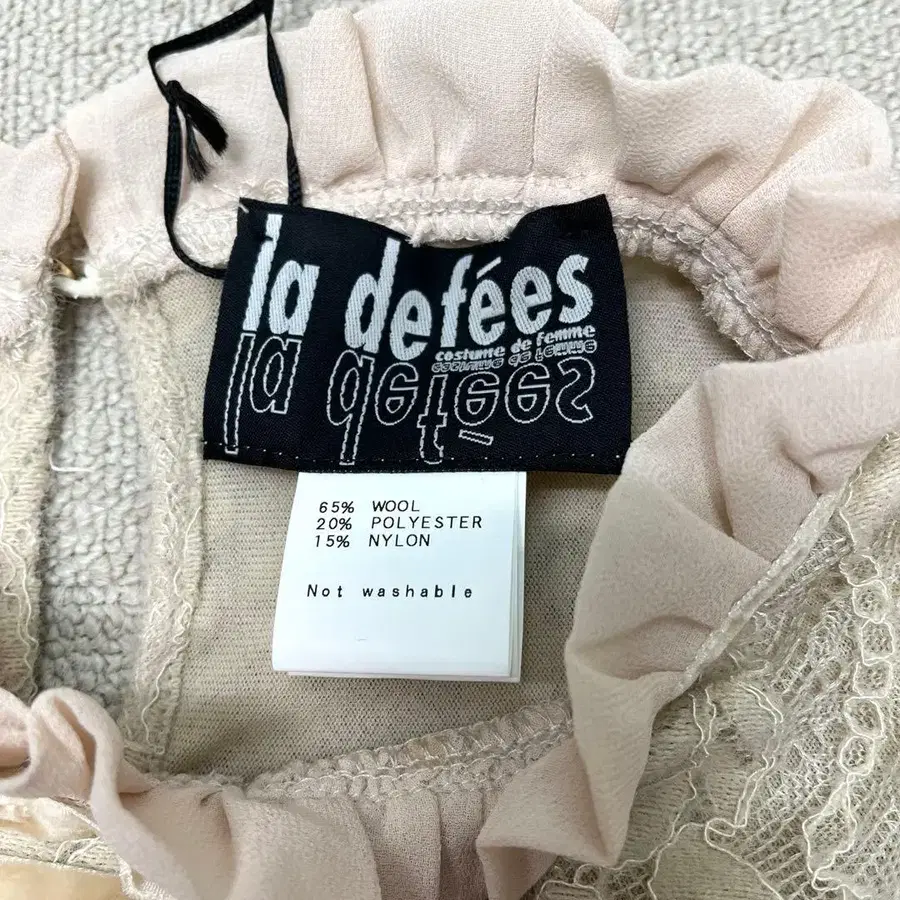 la defées
costume de femme
costume de femme
la defées
65% WOOL
20% POLYESTER
15% NYLON
Not washable